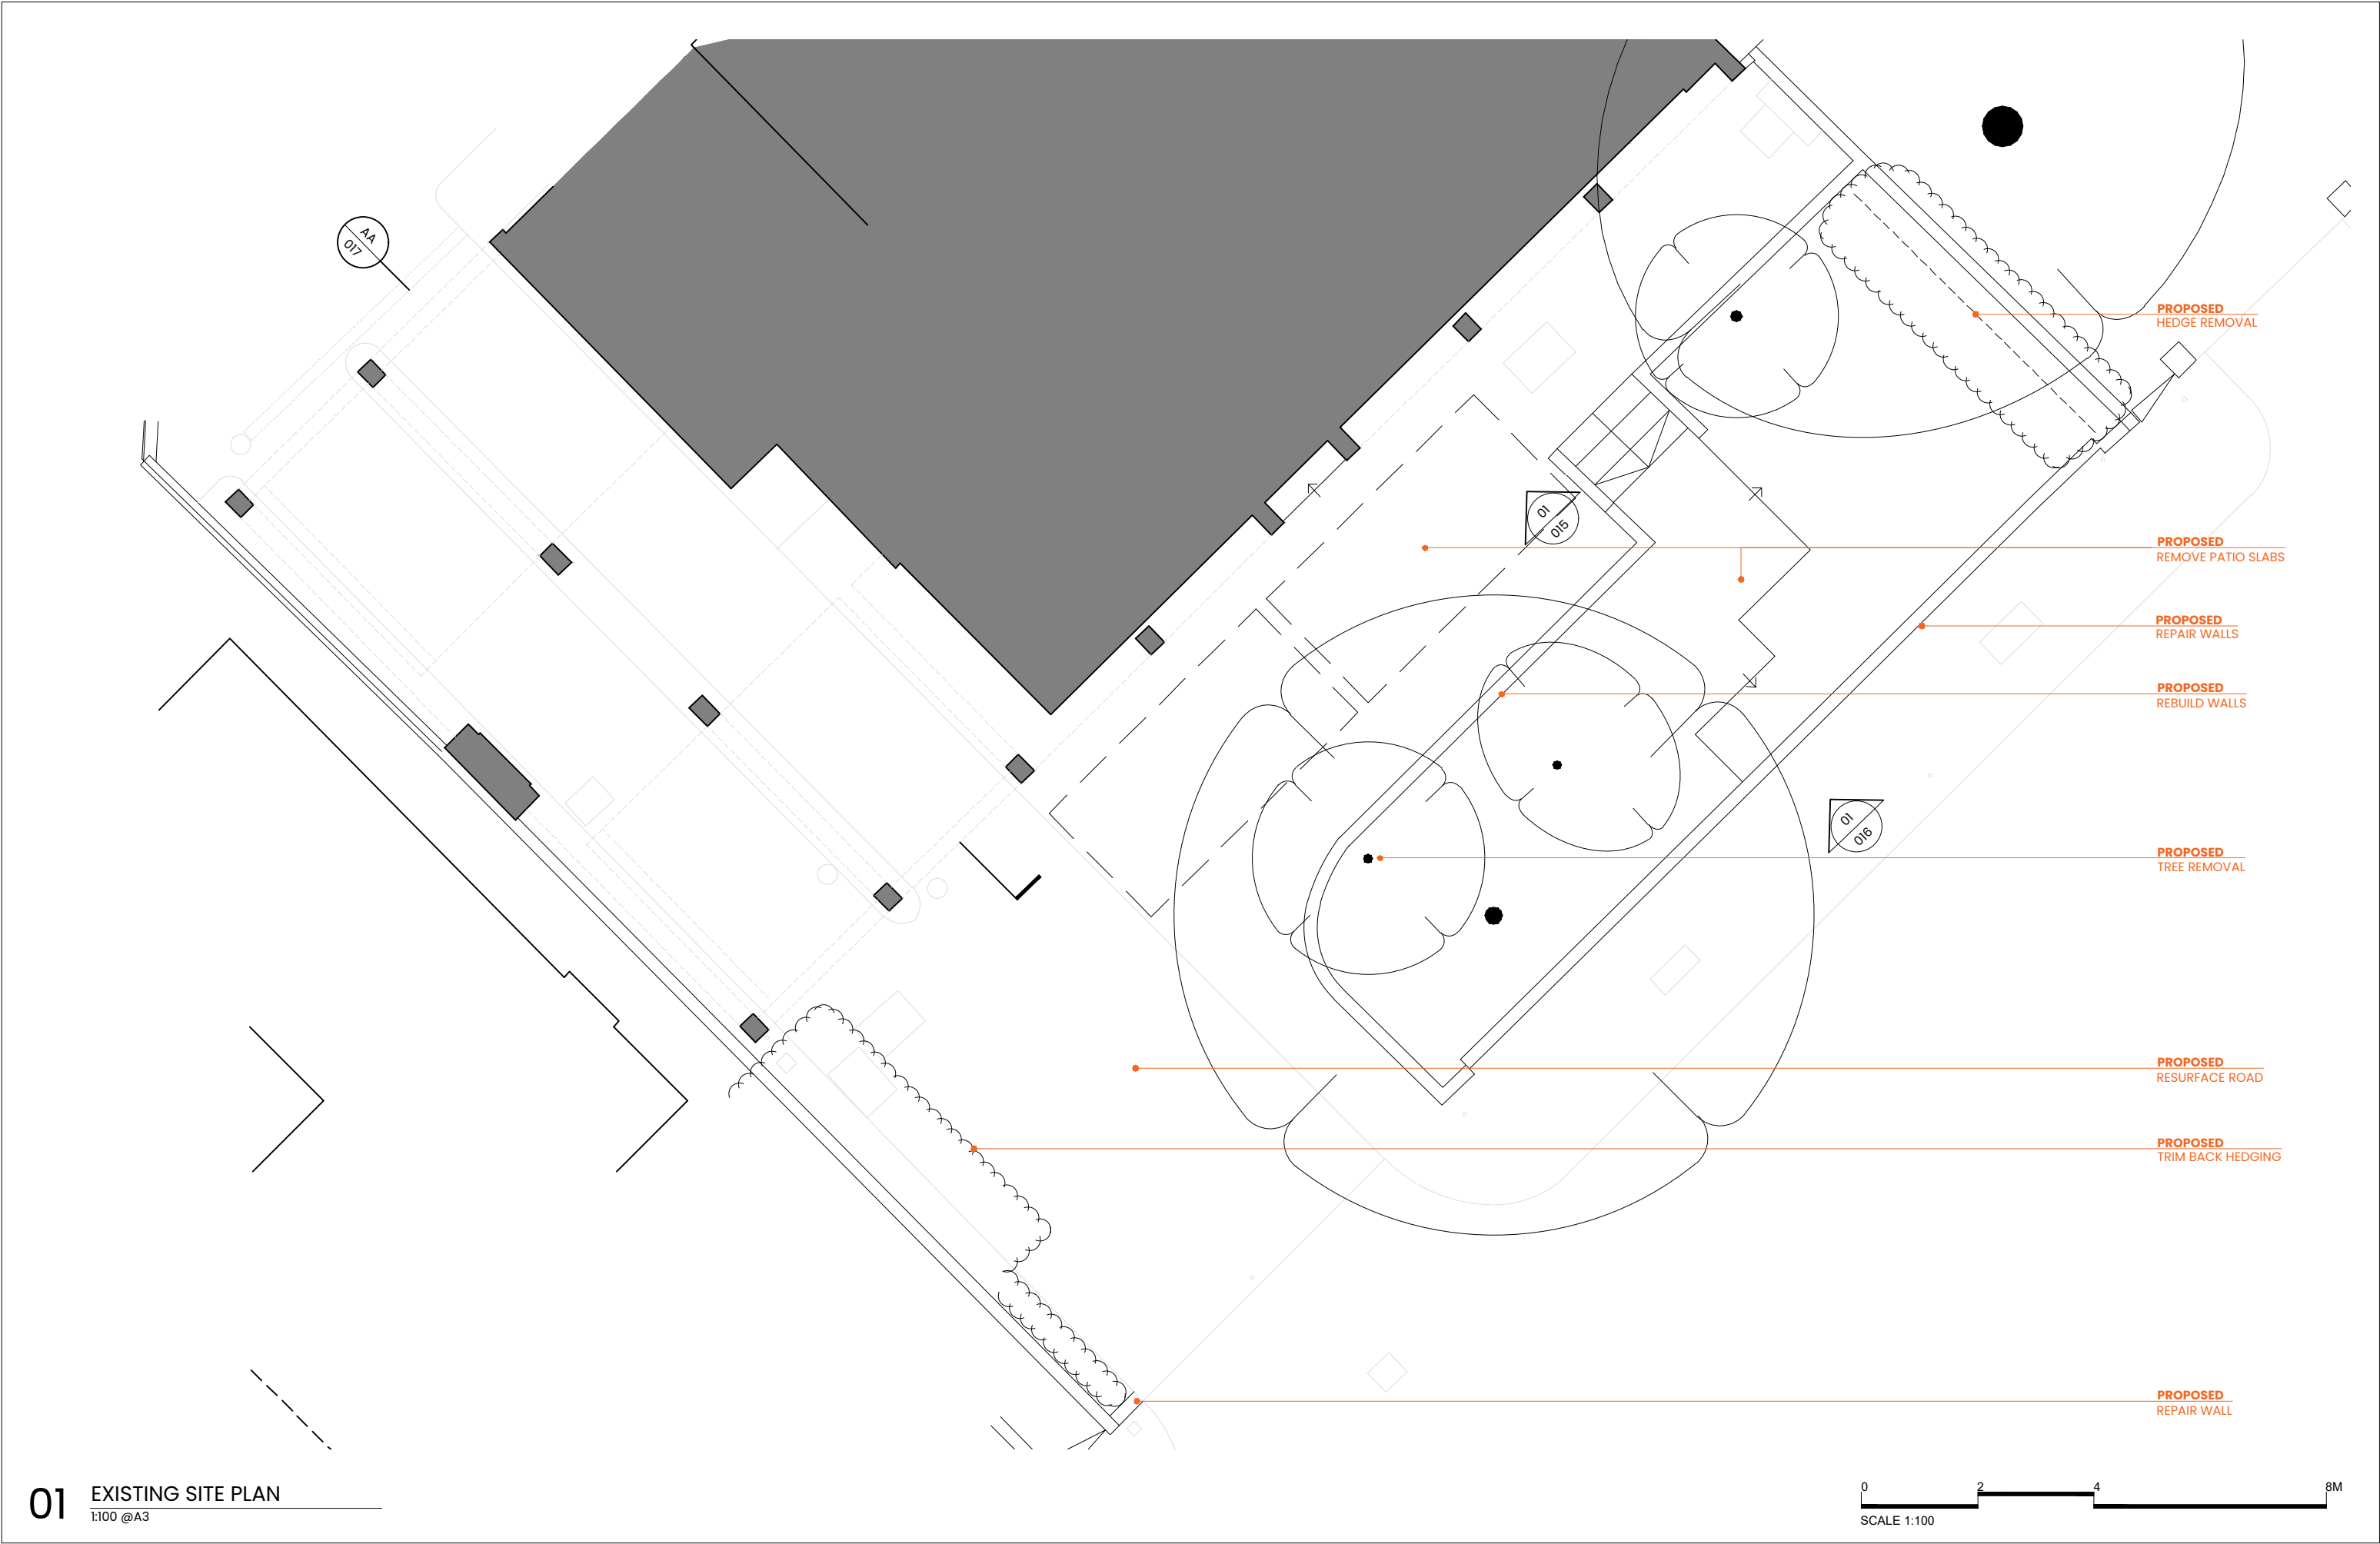 AA
017
PROPOSED
HEDGE REMOVAL
01
015
PROPOSED
REMOVE PATIO SLABS
PROPOSED
REPAIR WALLS
PROPOSED
REBUILD WALLS
01
016
PROPOSED
TREE REMOVAL
PROPOSED
RESURFACE ROAD
PROPOSED
TRIM BACK HEDGING
PROPOSED
REPAIR WALL
01
EXISTING SITE PLAN
1:100 @A3
0 2 4 8M
SCALE 1:100